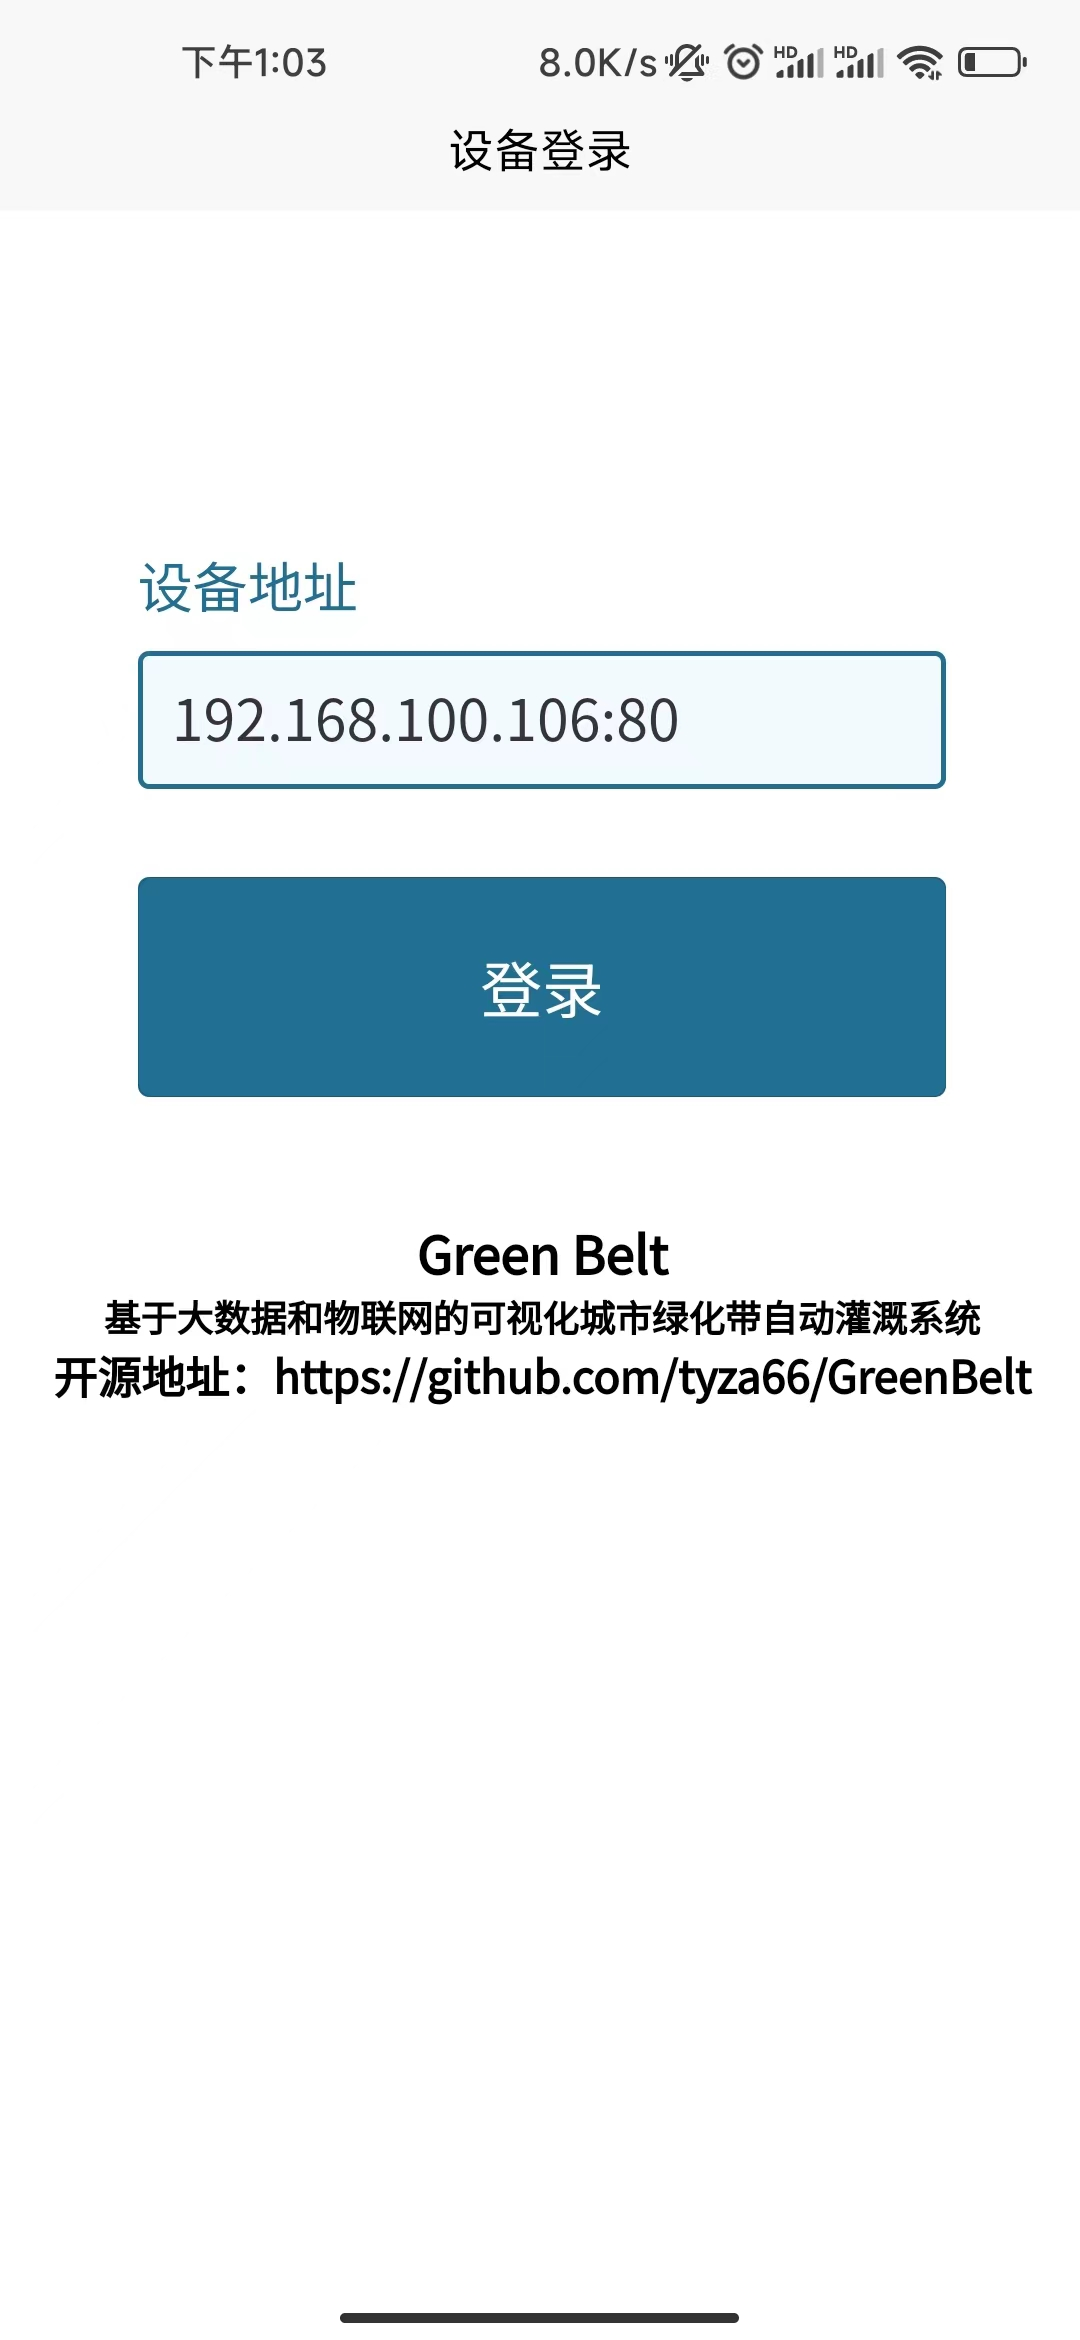 下午1:03 8.0K/s HD HD
设备登录
设备地址
192.168.100.106:80
登录
Green Belt
基于大数据和物联网的可视化城市绿化带自动灌溉系统
开源地址：https://github.com/tyza66/GreenBelt